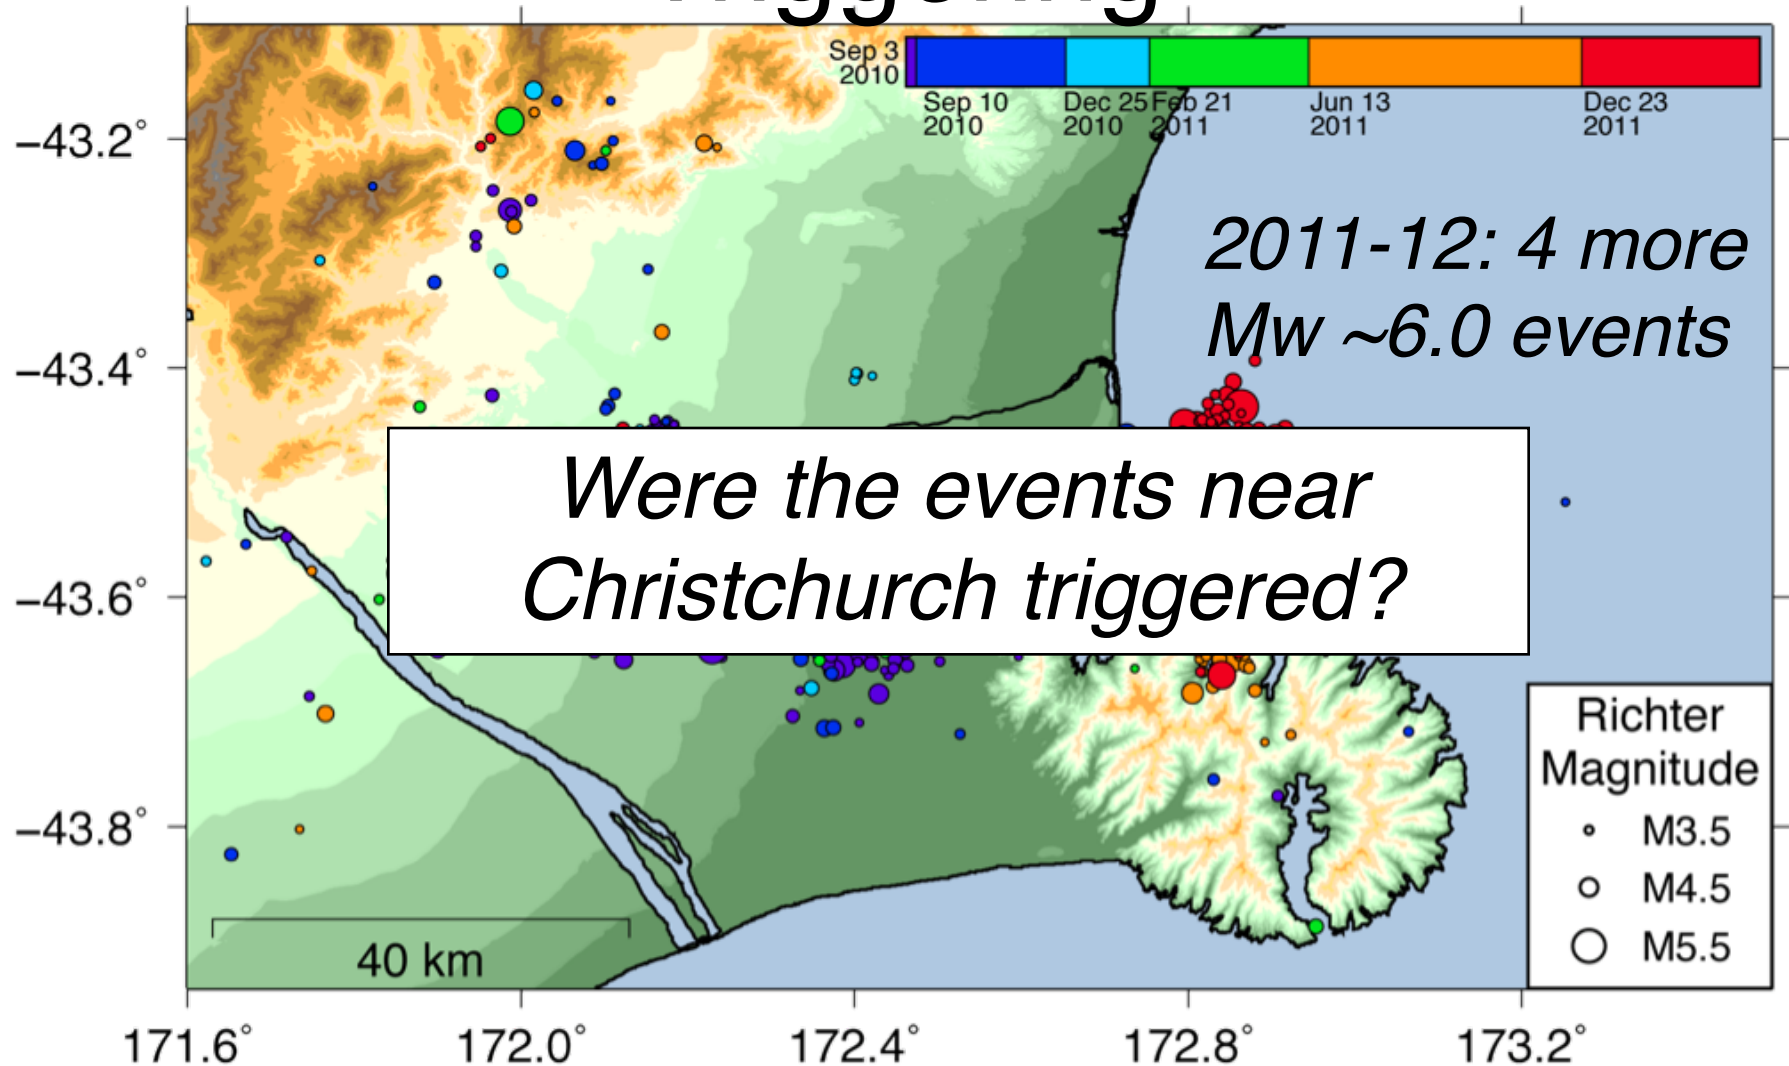 Triggering
Sep 3
2010
Sep 10
2010
Dec 25
2010
Feb 21
2011
Jun 13
2011
Dec 23
2011
2011-12: 4 more
Mw ~6.0 events
Were the events near
Christchurch triggered?
−43.2°
−43.4°
−43.6°
−43.8°
40 km
Richter
Magnitude
M3.5
M4.5
M5.5
171.6°
172.0°
172.4°
172.8°
173.2°